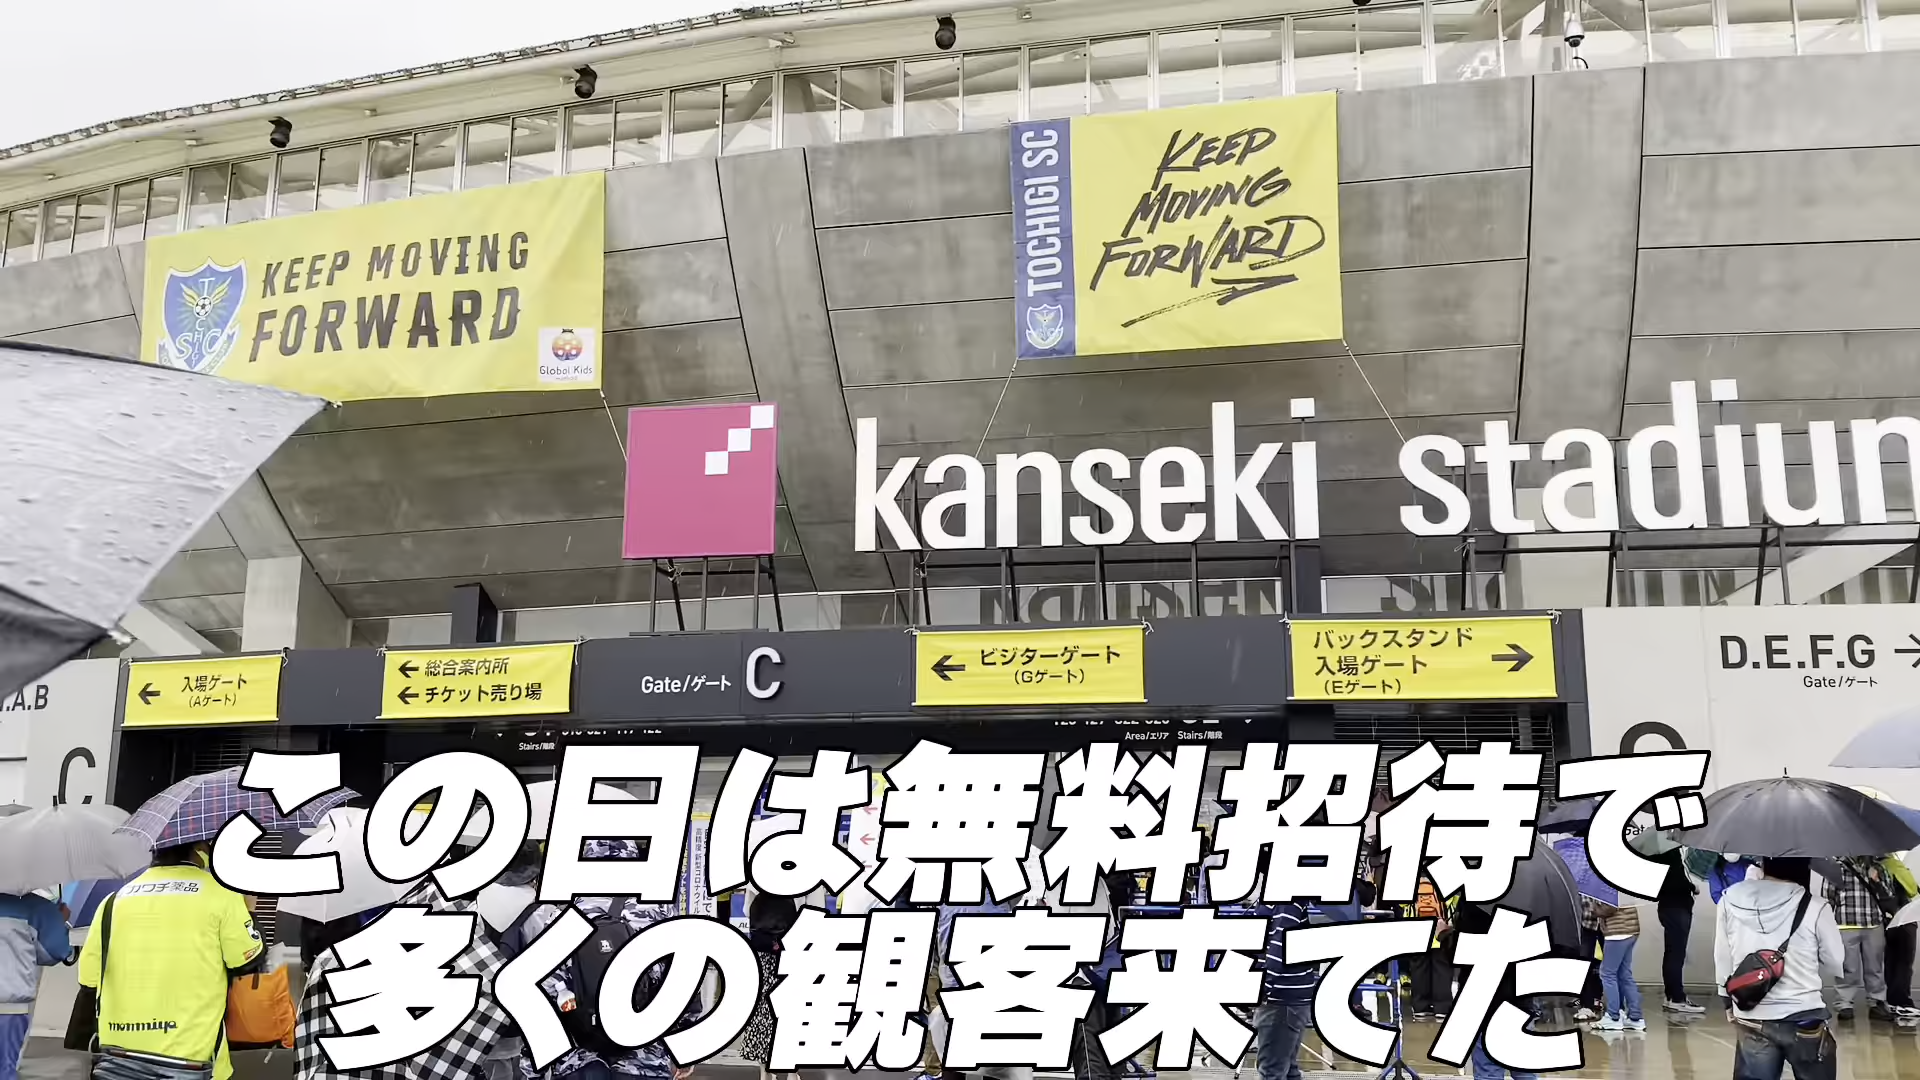 KEEP MOVING
FORWARD
Global Kids
TOCHIGI SC
KEEP
MOVING
FORWARD
kanseki stadium
.A.B
C
← 入場ゲート
(Aゲート)
← 総合案内所
← チケット売り場
Gate/ゲート C
← ビジターゲート
(Gゲート)
バックスタンド
入場ゲート →
(Eゲート)
D.E.F.G →
Gate/ゲート
Stairs/階段
Area/エリア Stairs/階段
カワチ薬品
monmiya
この日は無料招待で
多くの観客来てた